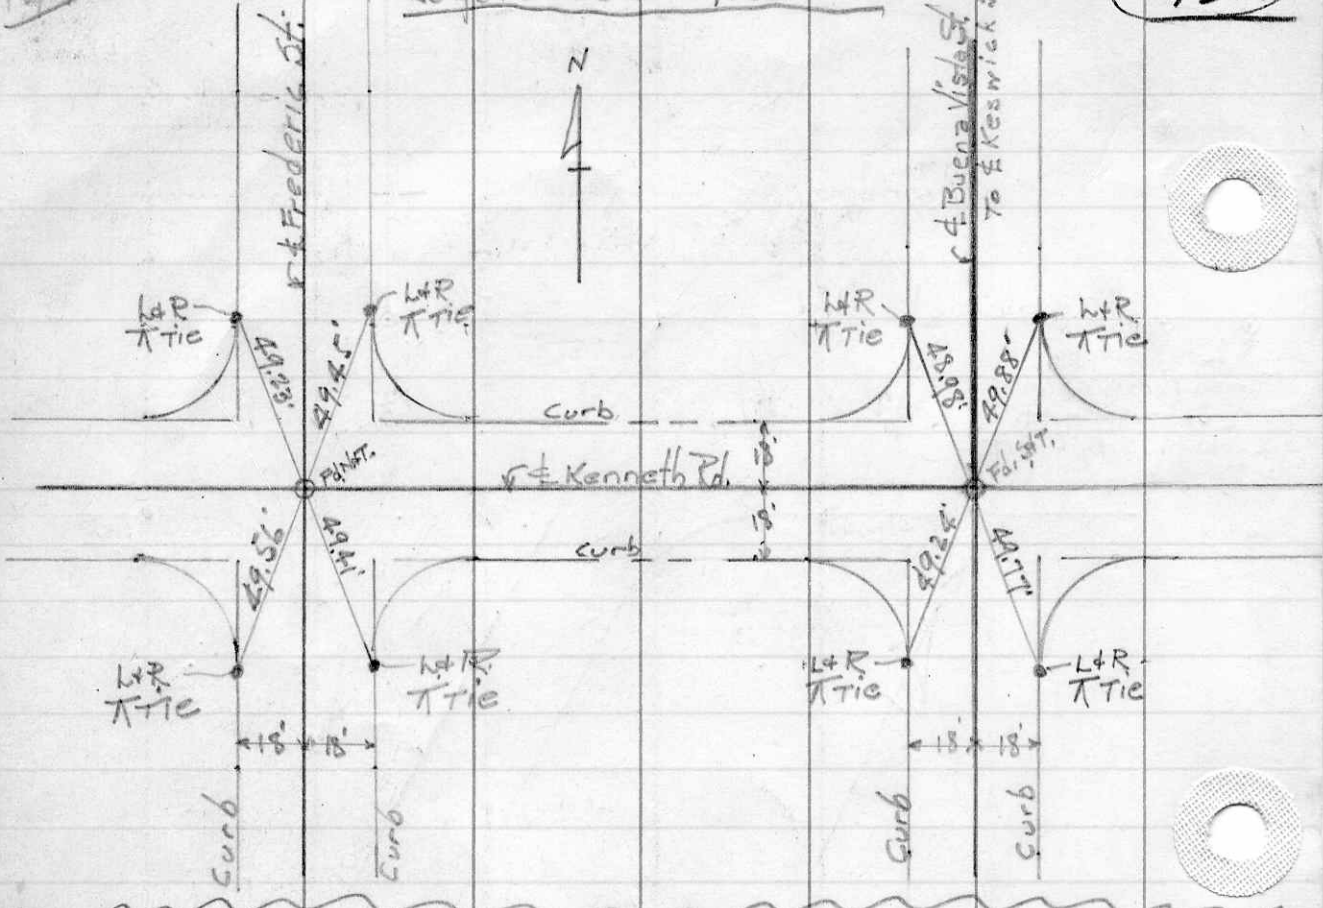 ℄ Frederic St.
℄ Buena Vista St.
To ℄ Keswick
N
L&R
⊼ Tie
49.23'
49.45'
L&R
⊼ Tie
L&R
⊼ Tie
48.98'
49.88'
L&R
⊼ Tie
Curb
18'
Fd. N&T.
℄ Kenneth Rd.
Fd. S&T.
18'
Curb
49.56'
49.41'
49.25'
49.77'
L&R
⊼ Tie
L&R
⊼ Tie
L&R
⊼ Tie
L&R
⊼ Tie
18'
18'
18'
18'
Curb
Curb
Curb
Curb